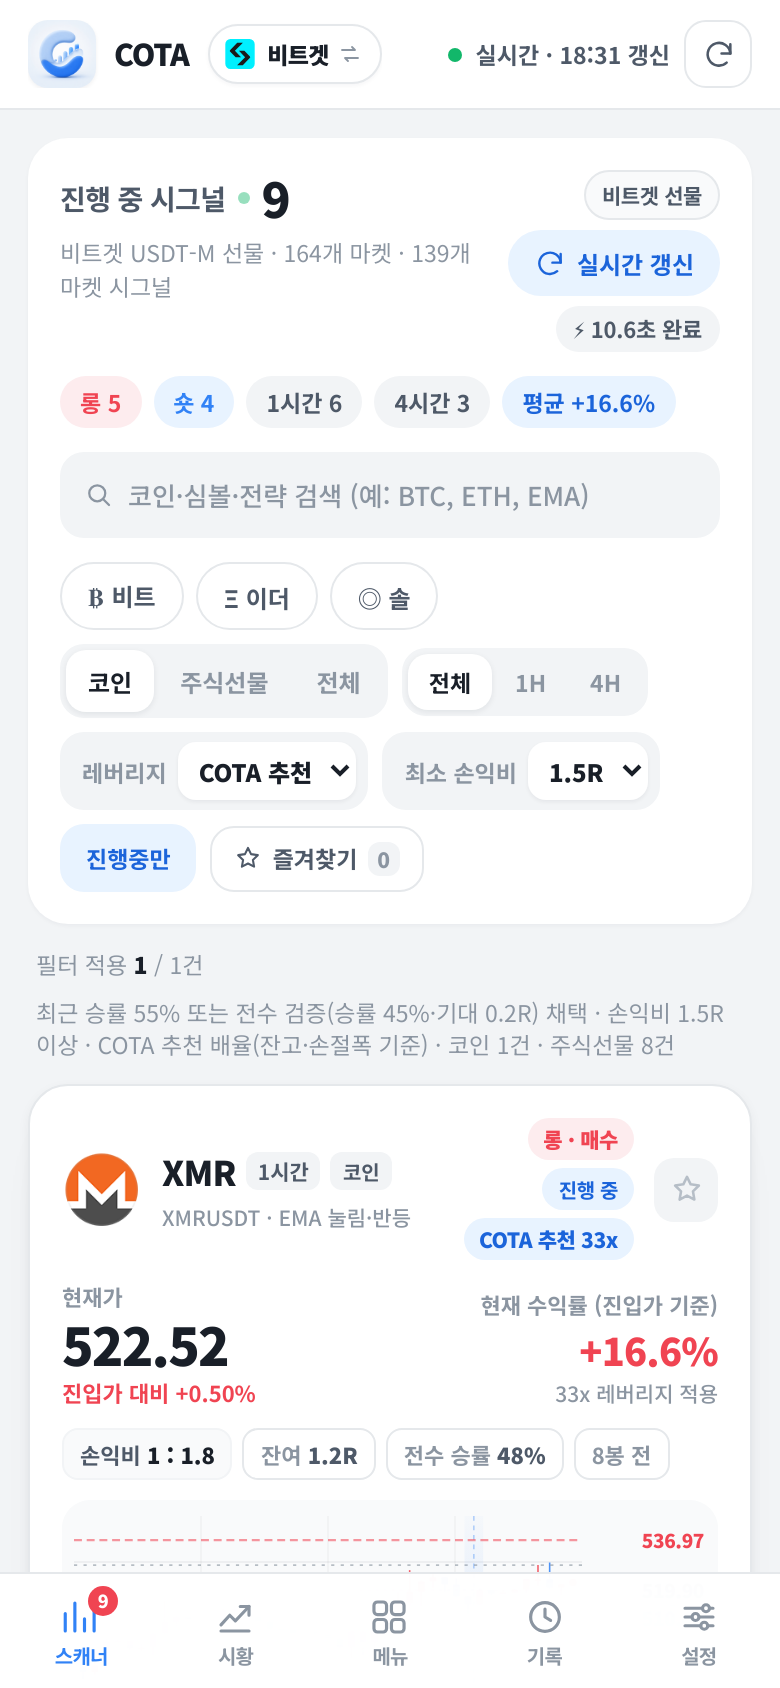 COTA 비트겟 실시간 · 18:31 갱신
진행 중 시그널 9 비트겟 선물
비트겟 USDT-M 선물 · 164개 마켓 · 139개
마켓 시그널
실시간 갱신
⚡ 10.6초 완료
롱 5 숏 4 1시간 6 4시간 3 평균 +16.6%
코인·심볼·전략 검색 (예: BTC, ETH, EMA)
₿ 비트 Ξ 이더 ◎ 솔
코인 주식선물 전체 전체 1H 4H
레버리지 COTA 추천 최소 손익비 1.5R
진행중만 즐겨찾기 0
필터 적용 1 / 1건
최근 승률 55% 또는 전수 검증(승률 45%·기대 0.2R) 채택 · 손익비 1.5R
이상 · COTA 추천 배율(잔고·손절폭 기준) · 코인 1건 · 주식선물 8건
XMR 1시간 코인
XMRUSDT · EMA 눌림·반등
롱 · 매수
진행 중
COTA 추천 33x
현재가
522.52
진입가 대비 +0.50%
현재 수익률 (진입가 기준)
+16.6%
33x 레버리지 적용
손익비 1 : 1.8 잔여 1.2R 전수 승률 48% 8봉 전
536.97
9
스캐너 시황 메뉴 기록 설정